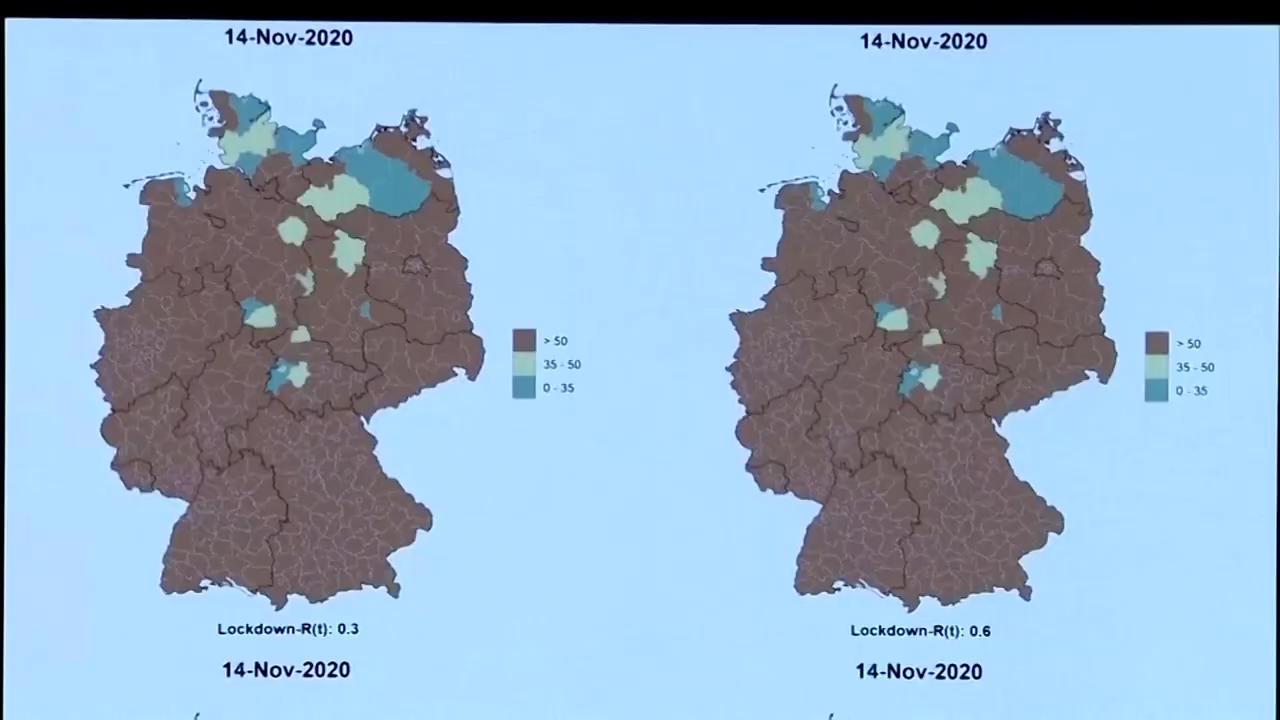 14-Nov-2020
14-Nov-2020
> 50
35 - 50
0 - 35
> 50
35 - 50
0 - 35
Lockdown-R(t): 0.3
Lockdown-R(t): 0.6
14-Nov-2020
14-Nov-2020